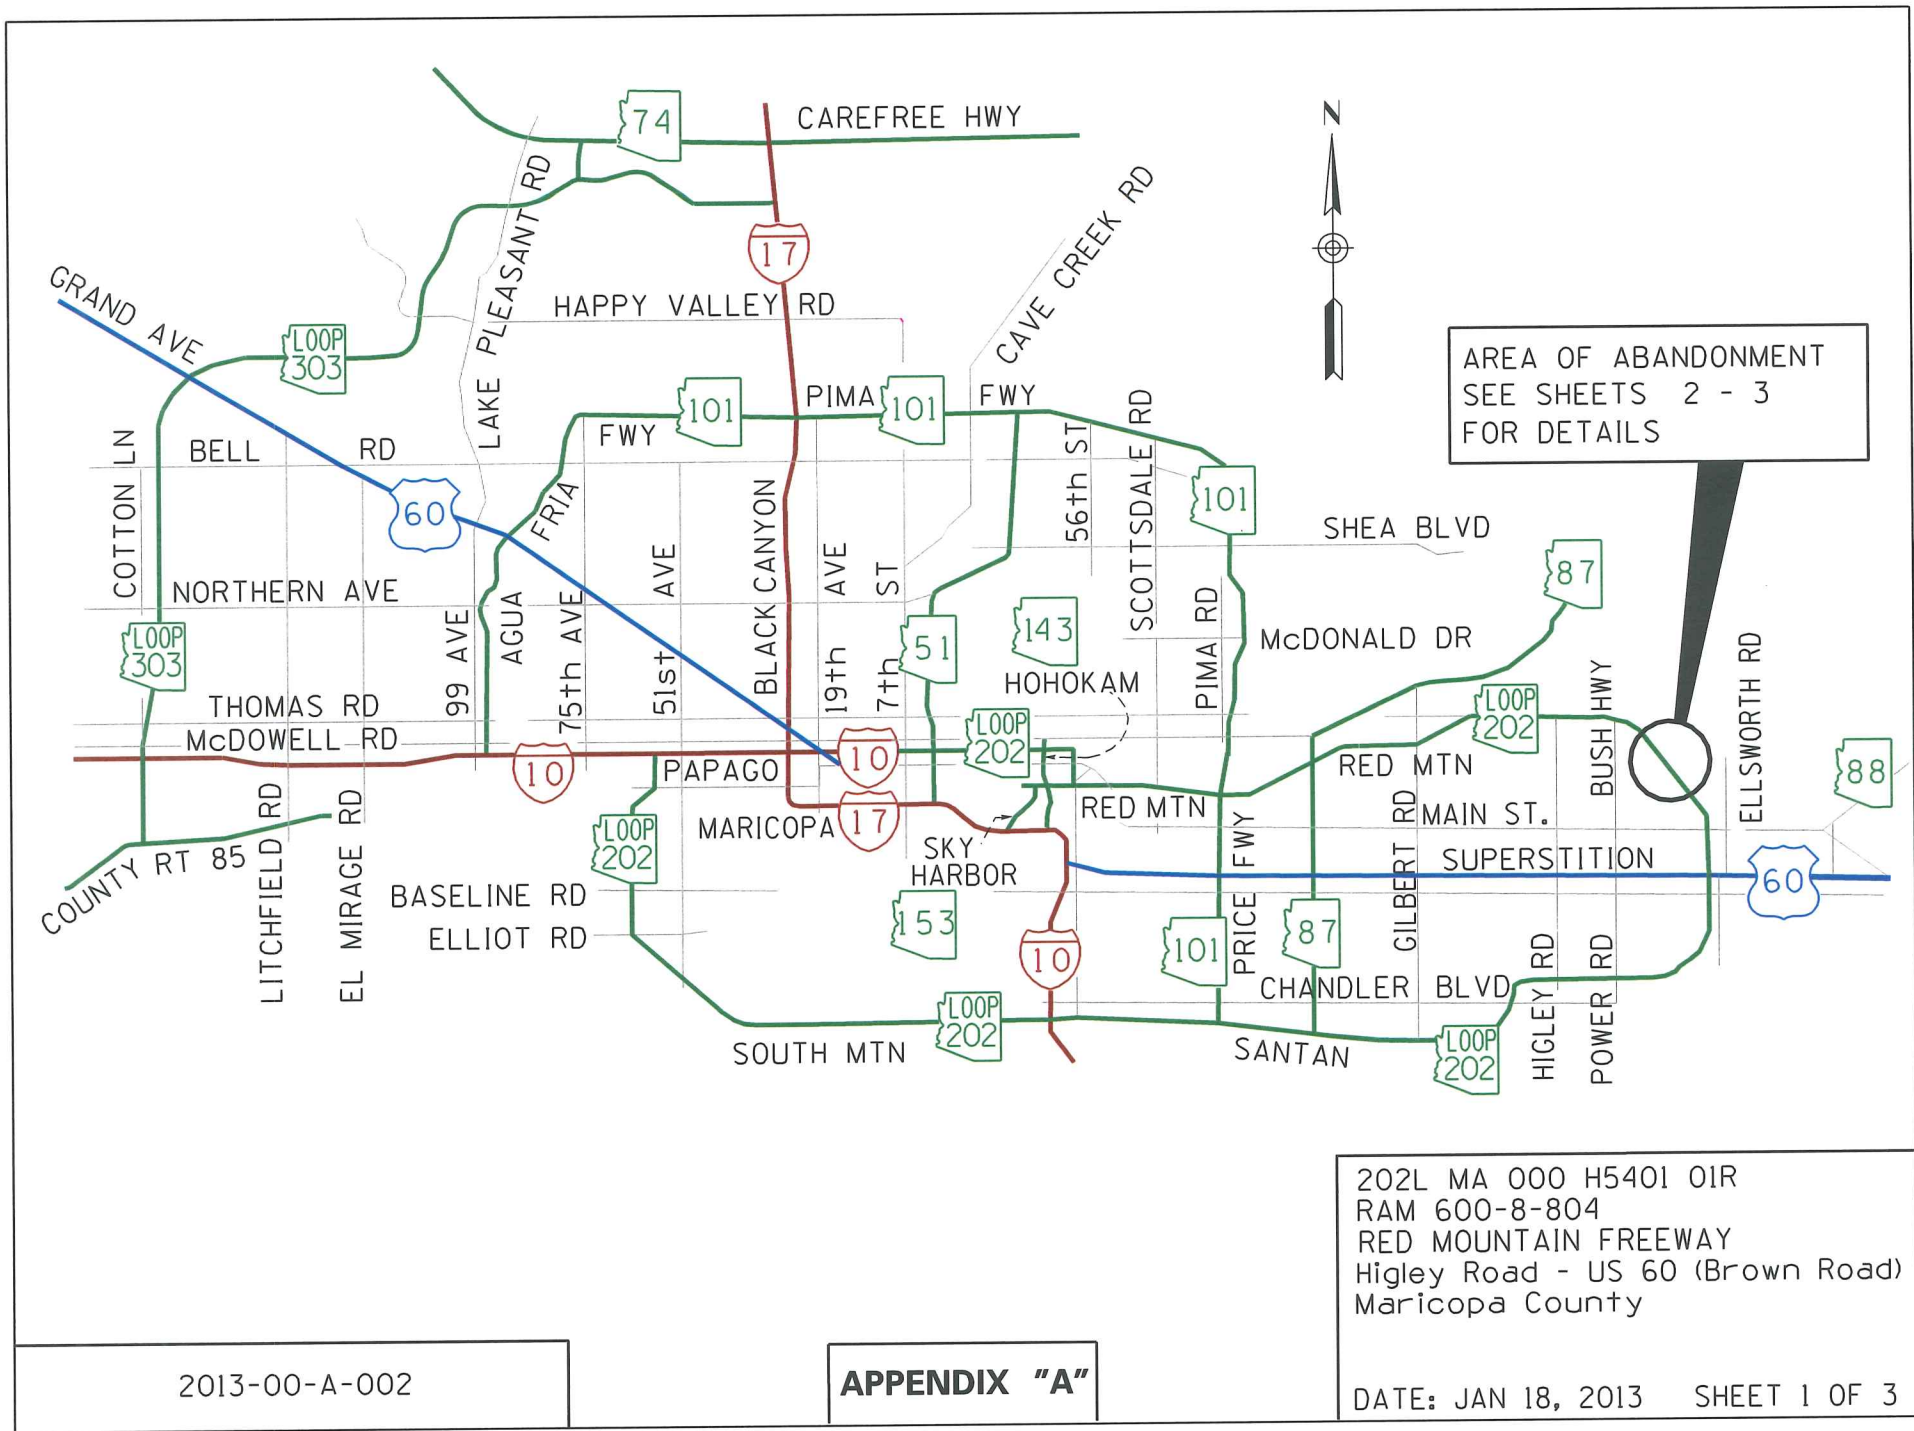 74
CAREFREE HWY
N
17
LAKE PLEASANT RD
CAVE CREEK RD
HAPPY VALLEY RD
GRAND AVE
LOOP
303
AREA OF ABANDONMENT
SEE SHEETS 2 - 3
FOR DETAILS
101
PIMA
101
FWY
FWY
BELL RD
COTTON LN
60
FRIA
AGUA
BLACK CANYON
56th ST
SCOTTSDALE RD
101
SHEA BLVD
87
NORTHERN AVE
99 AVE
75th AVE
51st AVE
19th AVE
7th ST
51
143
HOHOKAM
PIMA RD
McDONALD DR
BUSH HWY
ELLSWORTH RD
LOOP
303
THOMAS RD
McDOWELL RD
10
PAPAGO
10
LOOP
202
LOOP
202
RED MTN
88
LITCHFIELD RD
EL MIRAGE RD
MARICOPA
17
RED MTN
GILBERT RD
MAIN ST.
COUNTY RT 85
LOOP
202
SKY
HARBOR
PRICE FWY
SUPERSTITION
60
BASELINE RD
ELLIOT RD
153
10
101
87
CHANDLER BLVD
HIGLEY RD
POWER RD
LOOP
202
SOUTH MTN
SANTAN
LOOP
202
202L MA 000 H5401 01R
RAM 600-8-804
RED MOUNTAIN FREEWAY
Higley Road - US 60 (Brown Road)
Maricopa County
DATE: JAN 18, 2013 SHEET 1 OF 3
2013-00-A-002
APPENDIX "A"